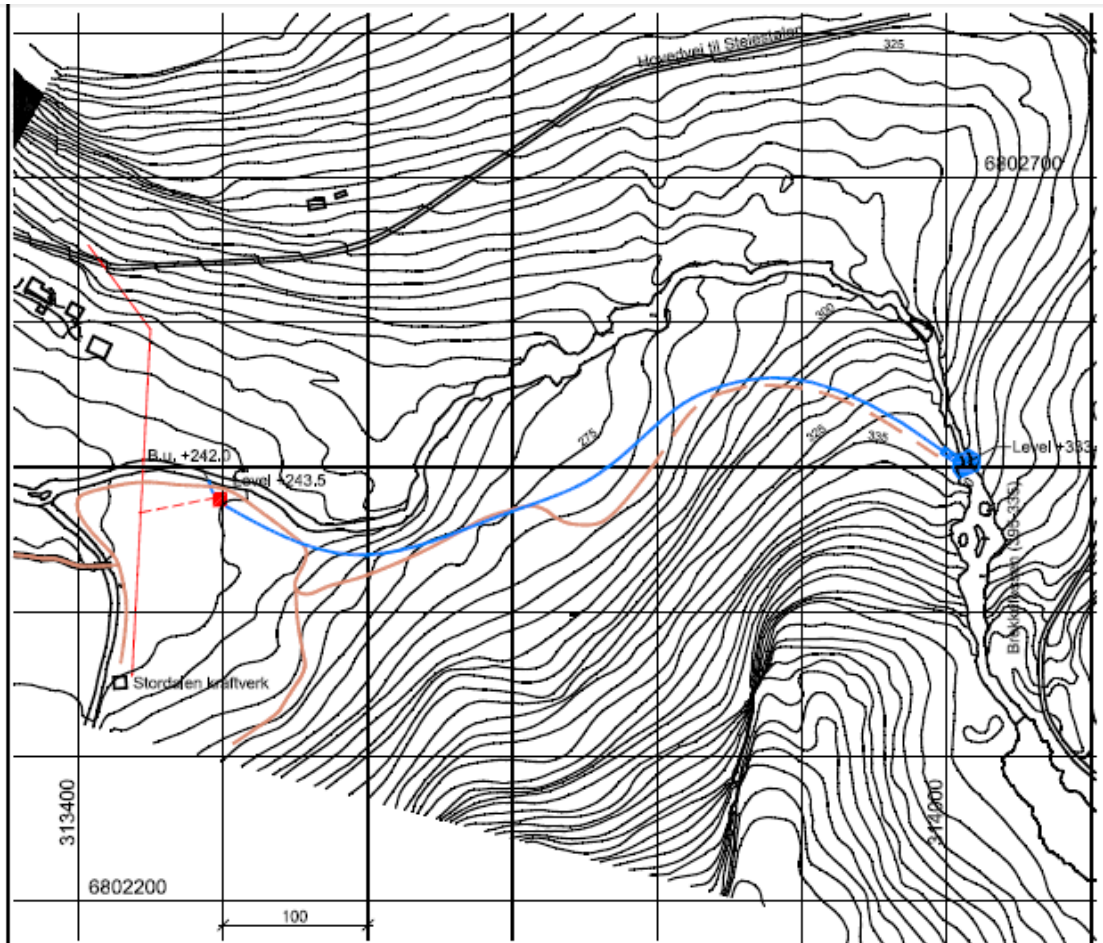 Hovedvei til Støiestølen
325
6802700
300
275
325
335
Level +333
B.u. +242.0
Level +243.5
Stordalen kraftverk
313400
314000
6802200
100